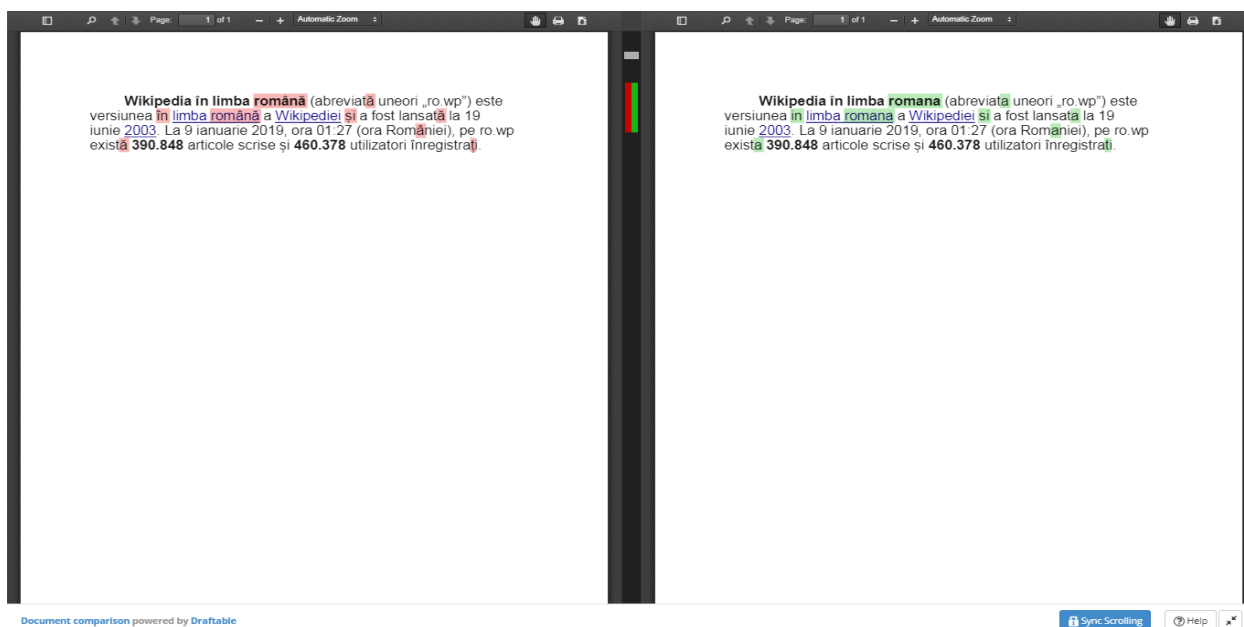 Page: 1 of 1 Automatic Zoom
Wikipedia în limba română (abreviată uneori „ro.wp”) este
versiunea în limba română a Wikipediei și a fost lansată la 19
iunie 2003. La 9 ianuarie 2019, ora 01:27 (ora României), pe ro.wp
există 390.848 articole scrise și 460.378 utilizatori înregistrați.
Page: 1 of 1 Automatic Zoom
Wikipedia în limba romana (abreviata uneori „ro.wp”) este
versiunea in limba romana a Wikipediei si a fost lansata la 19
iunie 2003. La 9 ianuarie 2019, ora 01:27 (ora Romaniei), pe ro.wp
exista 390.848 articole scrise și 460.378 utilizatori înregistrati.
Document comparison powered by Draftable
Sync Scrolling
Help